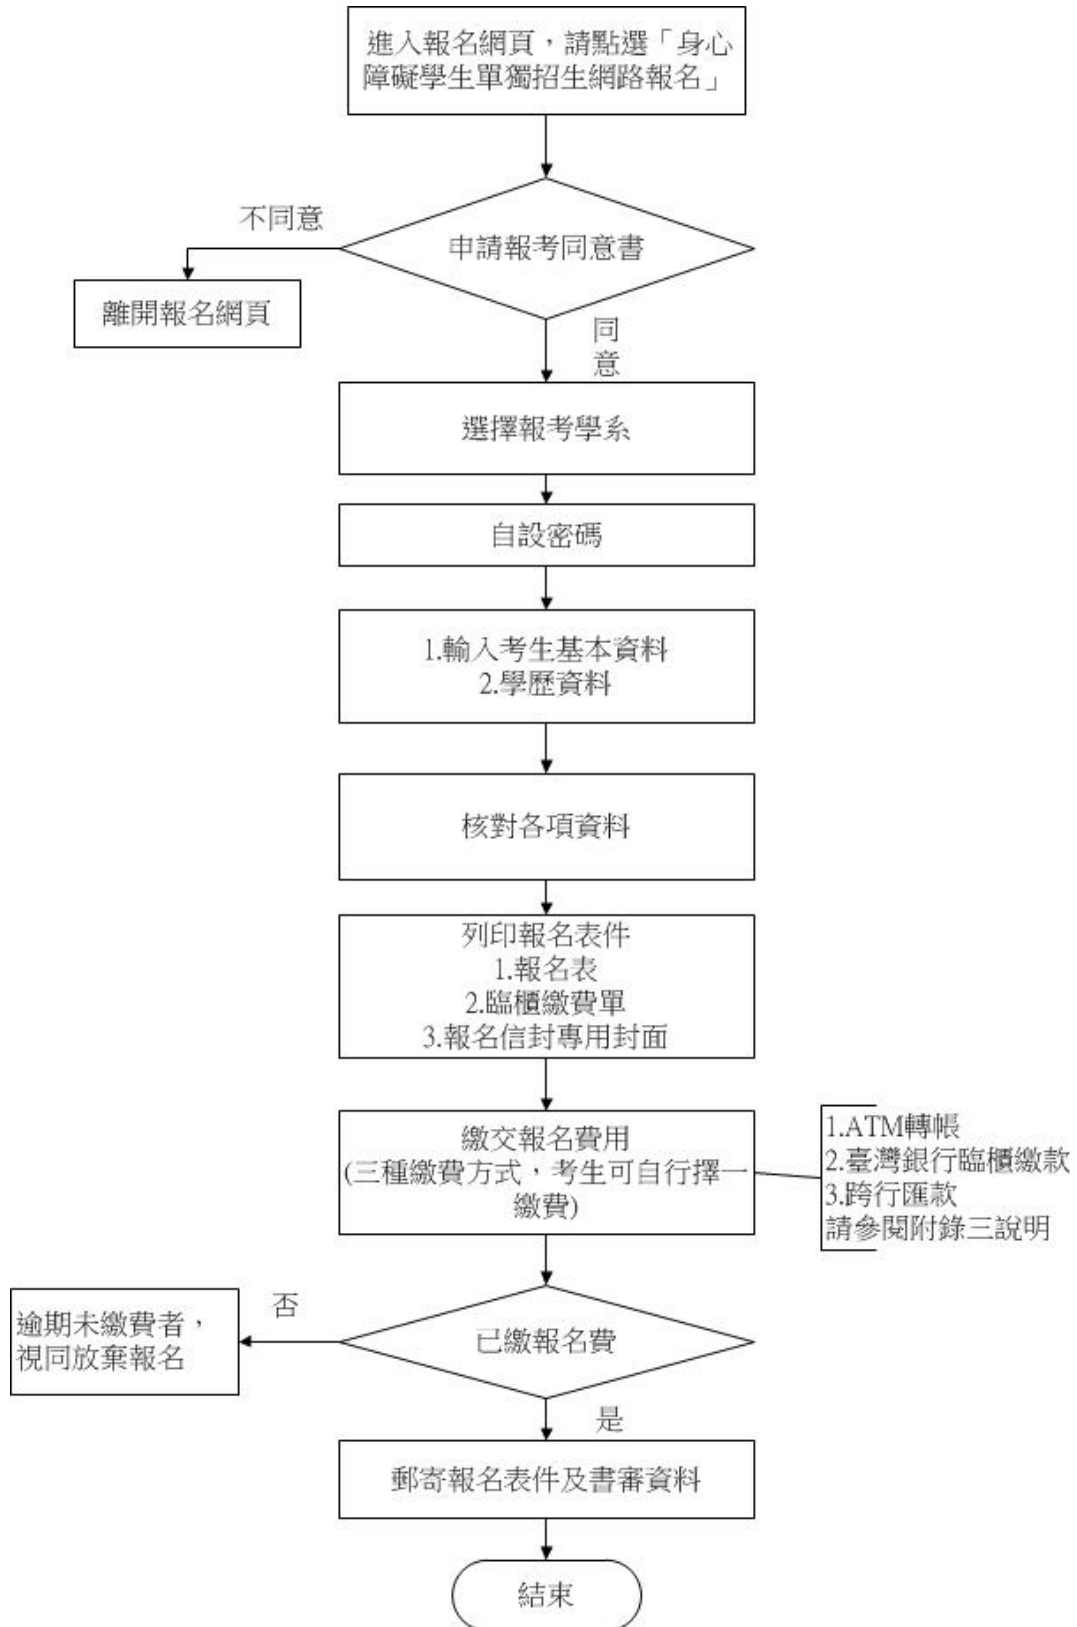 進入報名網頁，請點選「身心
障礙學生單獨招生網路報名」
申請報考同意書
不同意
離開報名網頁
同
意
選擇報考學系
自設密碼
1.輸入考生基本資料
2.學歷資料
核對各項資料
列印報名表件
1.報名表
2.臨櫃繳費單
3.報名信封專用封面
繳交報名費用
(三種繳費方式，考生可自行擇一
繳費)
1.ATM轉帳
2.臺灣銀行臨櫃繳款
3.跨行匯款
請參閱附錄三說明
已繳報名費
否
逾期未繳費者，
視同放棄報名
是
郵寄報名表件及書審資料
結束